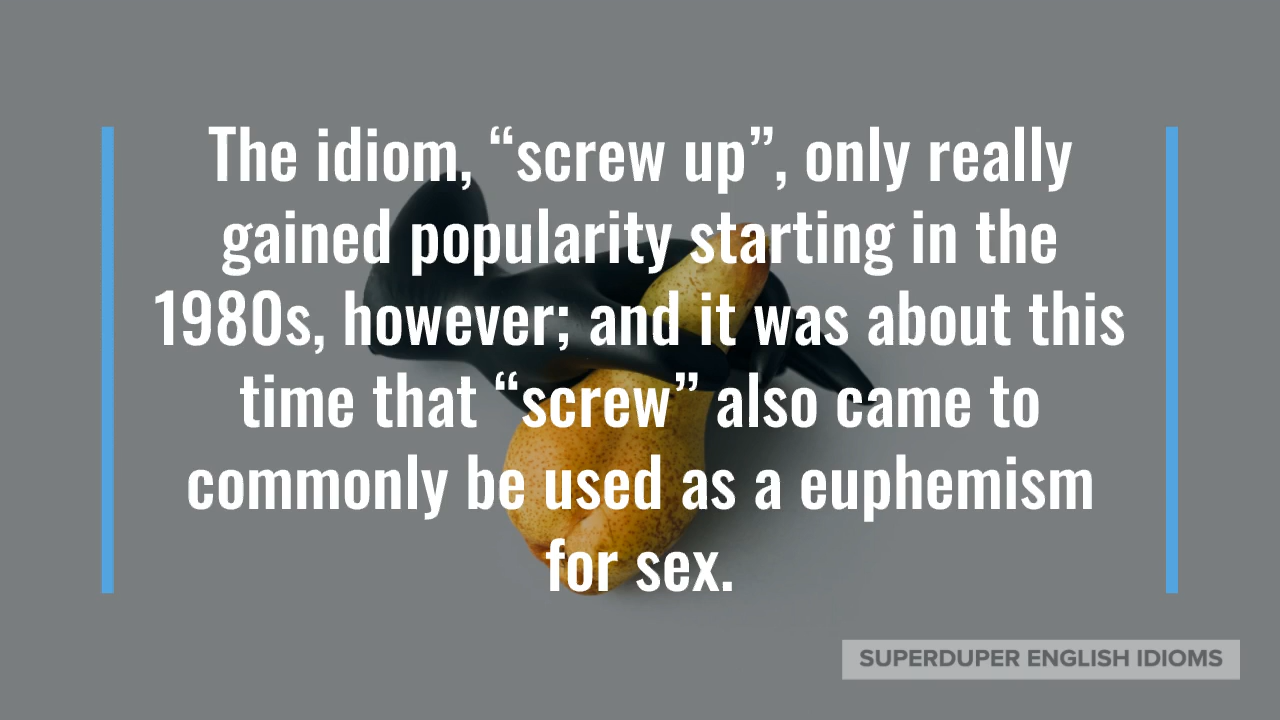 The idiom, “screw up”, only really
gained popularity starting in the
1980s, however; and it was about this
time that “screw” also came to
commonly be used as a euphemism
for sex.
SUPERDUPER ENGLISH IDIOMS